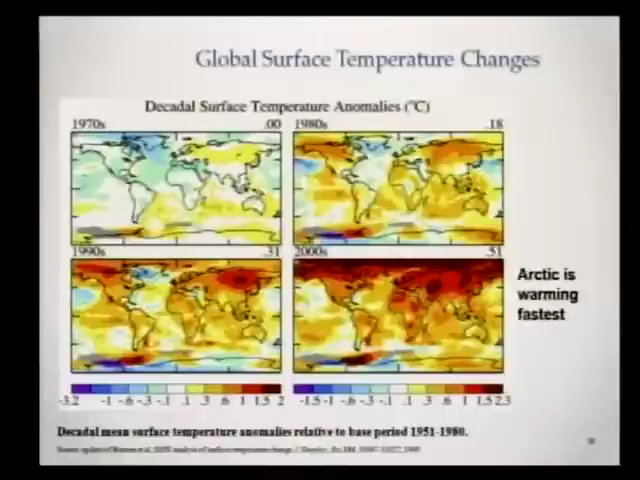 Global Surface Temperature Changes
Decadal Surface Temperature Anomalies (°C)
1970s .00 1980s .18
1990s .31 2000s .51
Arctic is
warming
fastest
-3.2 -1 -.6 -.3 -.1 .1 .3 .6 1 1.5 2 -1.5 -1 -.6 -.3 -.1 .1 .3 .6 1 1.5 2.3
Decadal mean surface temperature anomalies relative to base period 1951-1980.